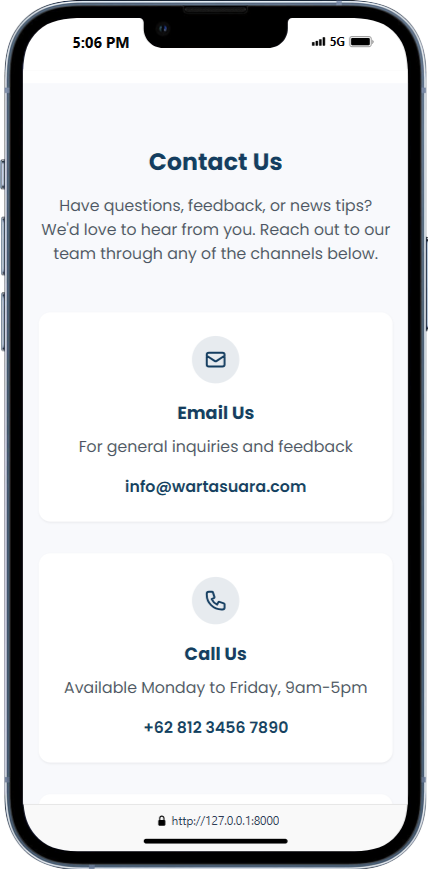 5:06 PM
5G
Contact Us
Have questions, feedback, or news tips?
We'd love to hear from you. Reach out to our
team through any of the channels below.
Email Us
For general inquiries and feedback
info@wartasuara.com
Call Us
Available Monday to Friday, 9am-5pm
+62 812 3456 7890
http://127.0.0.1:8000